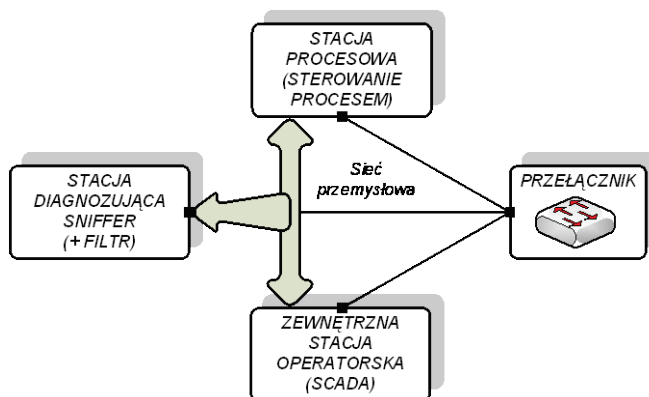 STACJA
PROCESOWA
(STEROWANIE
PROCESEM)
Sieć
przemysłowa
STACJA
DIAGNOZUJĄCA
SNIFFER
(+ FILTR)
PRZEŁĄCZNIK
ZEWNĘTRZNA
STACJA
OPERATORSKA
(SCADA)